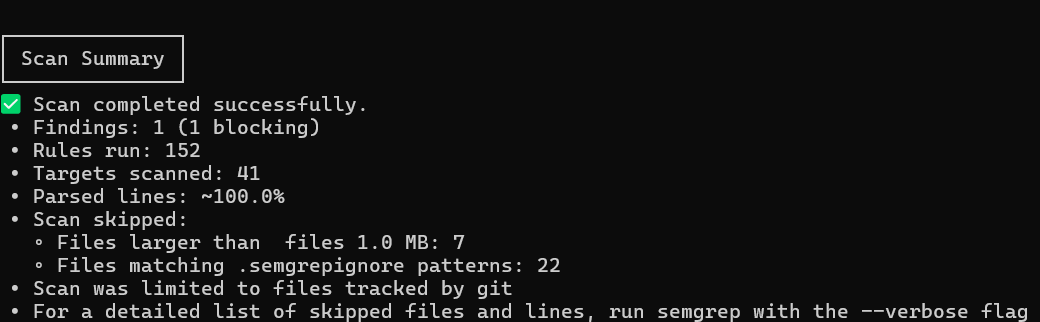 Scan Summary
✅ Scan completed successfully.
• Findings: 1 (1 blocking)
• Rules run: 152
• Targets scanned: 41
• Parsed lines: ~100.0%
• Scan skipped:
◦ Files larger than  files 1.0 MB: 7
◦ Files matching .semgrepignore patterns: 22
• Scan was limited to files tracked by git
• For a detailed list of skipped files and lines, run semgrep with the --verbose flag